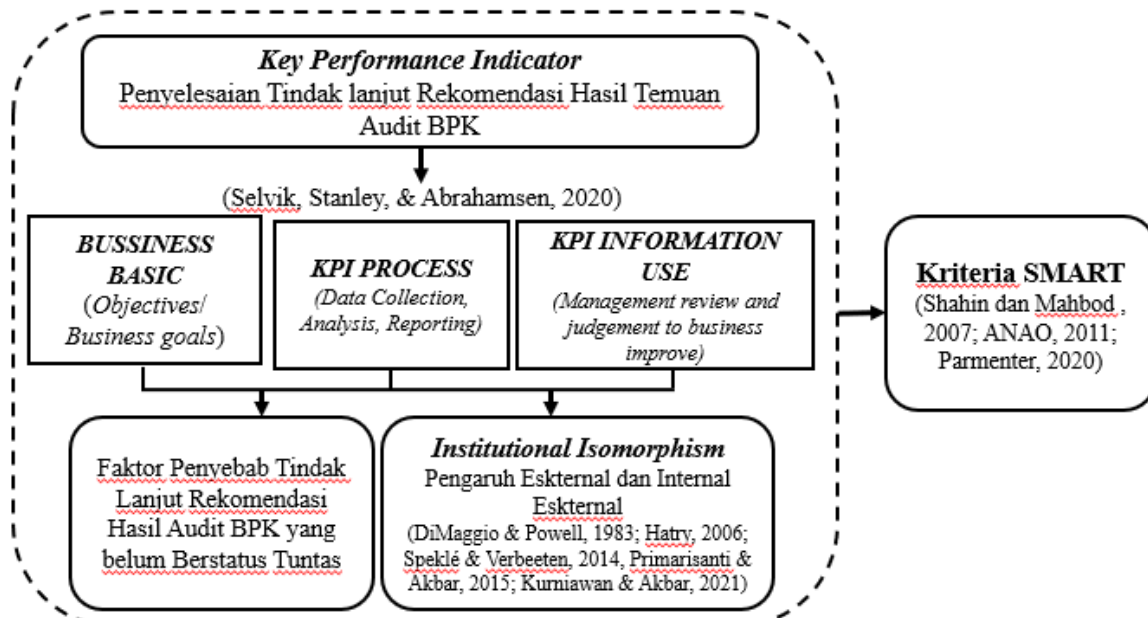 Key Performance Indicator
Penyelesaian Tindak lanjut Rekomendasi Hasil Temuan
Audit BPK
(Selvik, Stanley, & Abrahamsen, 2020)
BUSSINESS
BASIC
(Objectives/
Business goals)
KPI PROCESS
(Data Collection,
Analysis, Reporting)
KPI INFORMATION
USE
(Management review and
judgement to business
improve)
Kriteria SMART
(Shahin dan Mahbod ,
2007; ANAO, 2011;
Parmenter, 2020)
Faktor Penyebab Tindak
Lanjut Rekomendasi
Hasil Audit BPK yang
belum Berstatus Tuntas
Institutional Isomorphism
Pengaruh Eskternal dan Internal
Eskternal
(DiMaggio & Powell, 1983; Hatry, 2006;
Speklé & Verbeeten, 2014, Primarisanti &
Akbar, 2015; Kurniawan & Akbar, 2021)